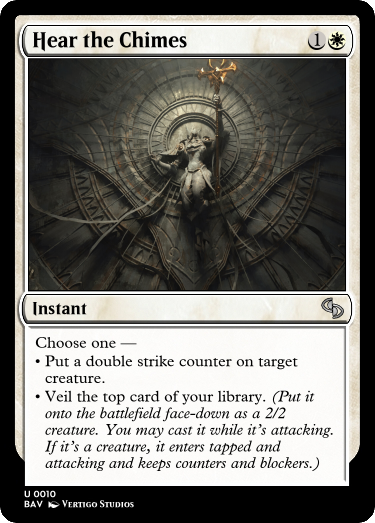 Hear the Chimes 1
Instant
Choose one —
• Put a double strike counter on target
creature.
• Veil the top card of your library. (Put it
onto the battlefield face-down as a 2/2
creature. You may cast it while it's attacking.
If it's a creature, it enters tapped and
attacking and keeps counters and blockers.)
U 0010
BAV Vertigo Studios